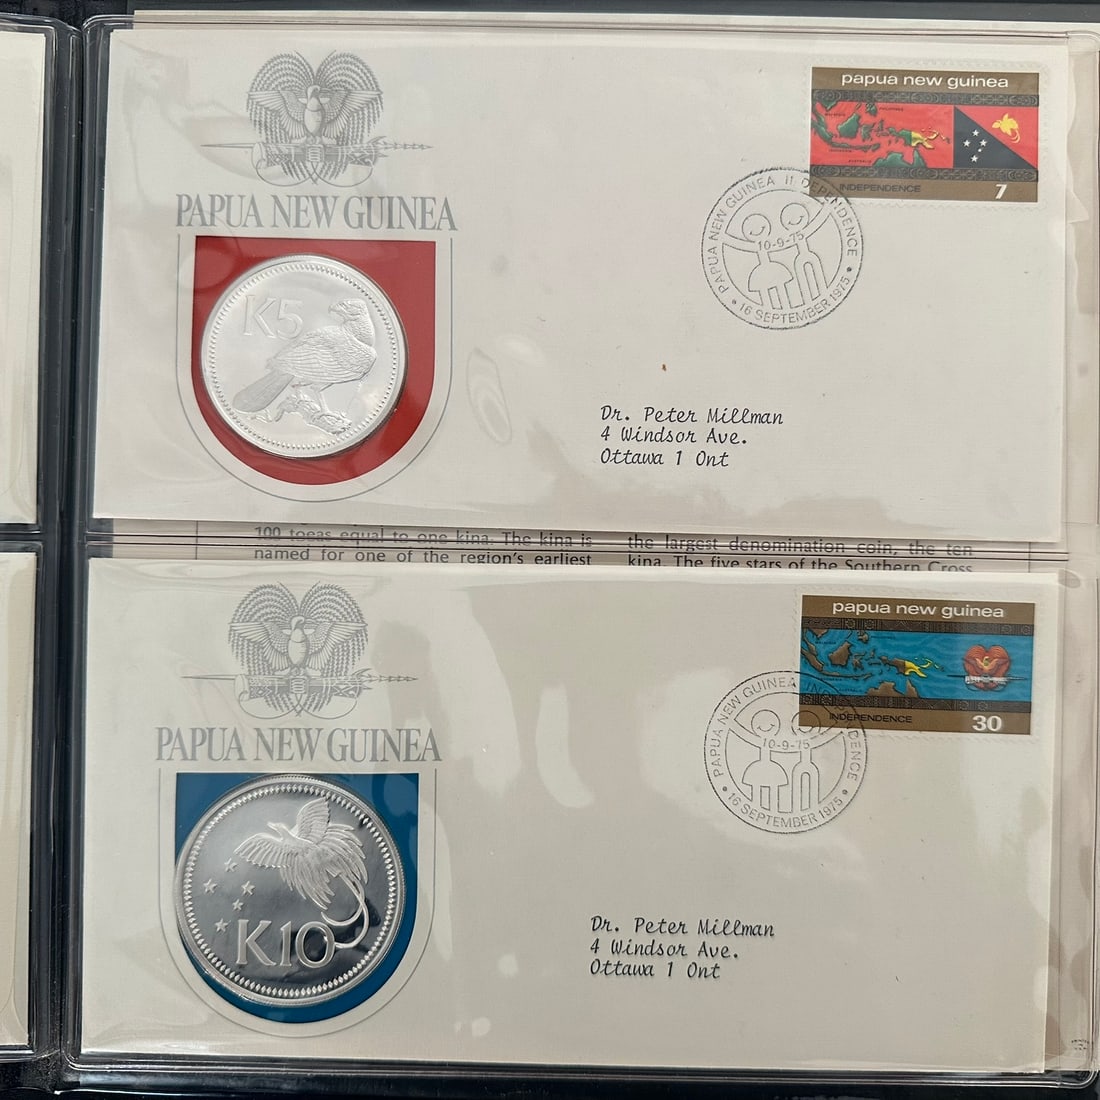 papua new guinea
INDEPENDENCE
7
PAPUA NEW GUINEA INDEPENDENCE
10-9-75
16 SEPTEMBER 1975
PAPUA NEW GUINEA
K5
Dr. Peter Millman
4 Windsor Ave.
Ottawa 1 Ont
100 toeas equal to one kina. The kina is
named for one of the region's earliest
the largest denomination coin, the ten
kina. The five stars of the Southern Cross
papua new guinea
INDEPENDENCE
30
PAPUA NEW GUINEA INDEPENDENCE
10-9-75
16 SEPTEMBER 1975
PAPUA NEW GUINEA
K10
Dr. Peter Millman
4 Windsor Ave.
Ottawa 1 Ont